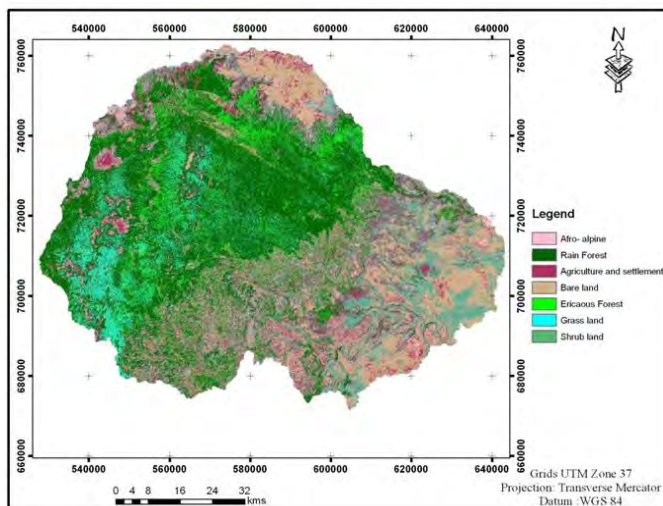 540000 560000 580000 600000 620000 640000
N
760000 760000
740000 740000
720000 720000
700000 700000
680000 680000
660000 660000
Legend
Afro- alpine
Rain Forest
Agriculture and settlement
Bare land
Ericaous Forest
Grass land
Shrub land
540000 560000 580000 600000 620000 640000
0 4 8 16 24 32
kms
Grids UTM Zone 37
Projection: Transverse Mercator
Datum :WGS 84